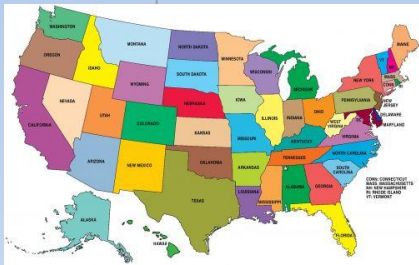 WASHINGTON
OREGON
CALIFORNIA
NEVADA
IDAHO
MONTANA
WYOMING
UTAH
COLORADO
ARIZONA
NEW MEXICO
NORTH DAKOTA
SOUTH DAKOTA
NEBRASKA
KANSAS
OKLAHOMA
TEXAS
MINNESOTA
IOWA
MISSOURI
ARKANSAS
LOUISIANA
WISCONSIN
ILLINOIS
MICHIGAN
INDIANA
OHIO
KENTUCKY
TENNESSEE
MISSISSIPPI
ALABAMA
GEORGIA
FLORIDA
SOUTH CAROLINA
NORTH CAROLINA
VIRGINIA
WEST
VIRGINIA
PENNSYLVANIA
NEW YORK
VT
NH
MAINE
MASS
CONN
NEW
JERSEY
DELAWARE
MARYLAND
ALASKA
HAWAII
CONN: CONNECTICUT
MASS: MASSACHUSETTS
NH: NEW HAMPSHIRE
RI: RHODE ISLAND
VT: VERMONT